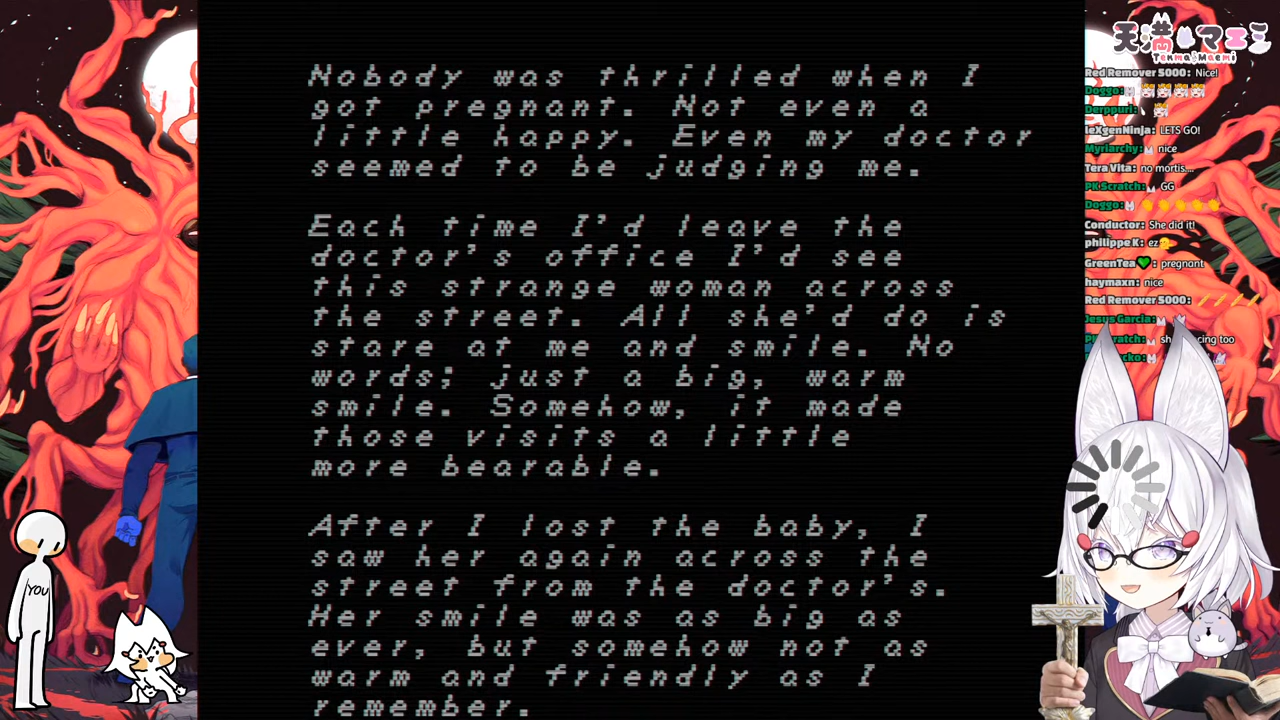 Nobody was thrilled when I
got pregnant. Not even a
little happy. Even my doctor
seemed to be judging me.
Each time I'd leave the
doctor's office I'd see
this strange woman across
the street. All she'd do is
stare at me and smile. No
words; just a big, warm
smile. Somehow, it made
those visits a little
more bearable.
After I lost the baby, I
saw her again across the
street from the doctor's.
Her smile was as big as
ever, but somehow not as
warm and friendly as I
remember.
天満マエミ
Tenma Maemi
Red Remover 5000: Nice!
Doggo:
Derppuri:
leXgenNinja: LETS GO!
Myriarchy: nice
Tera Vita: no mortis...
PK Scratch: GG
Doggo:
Conductor: She did it!
philippe K: ez
GreenTea: pregnant
haymaxn: nice
Red Remover 5000:
Jesus Garcia:
too
YOU